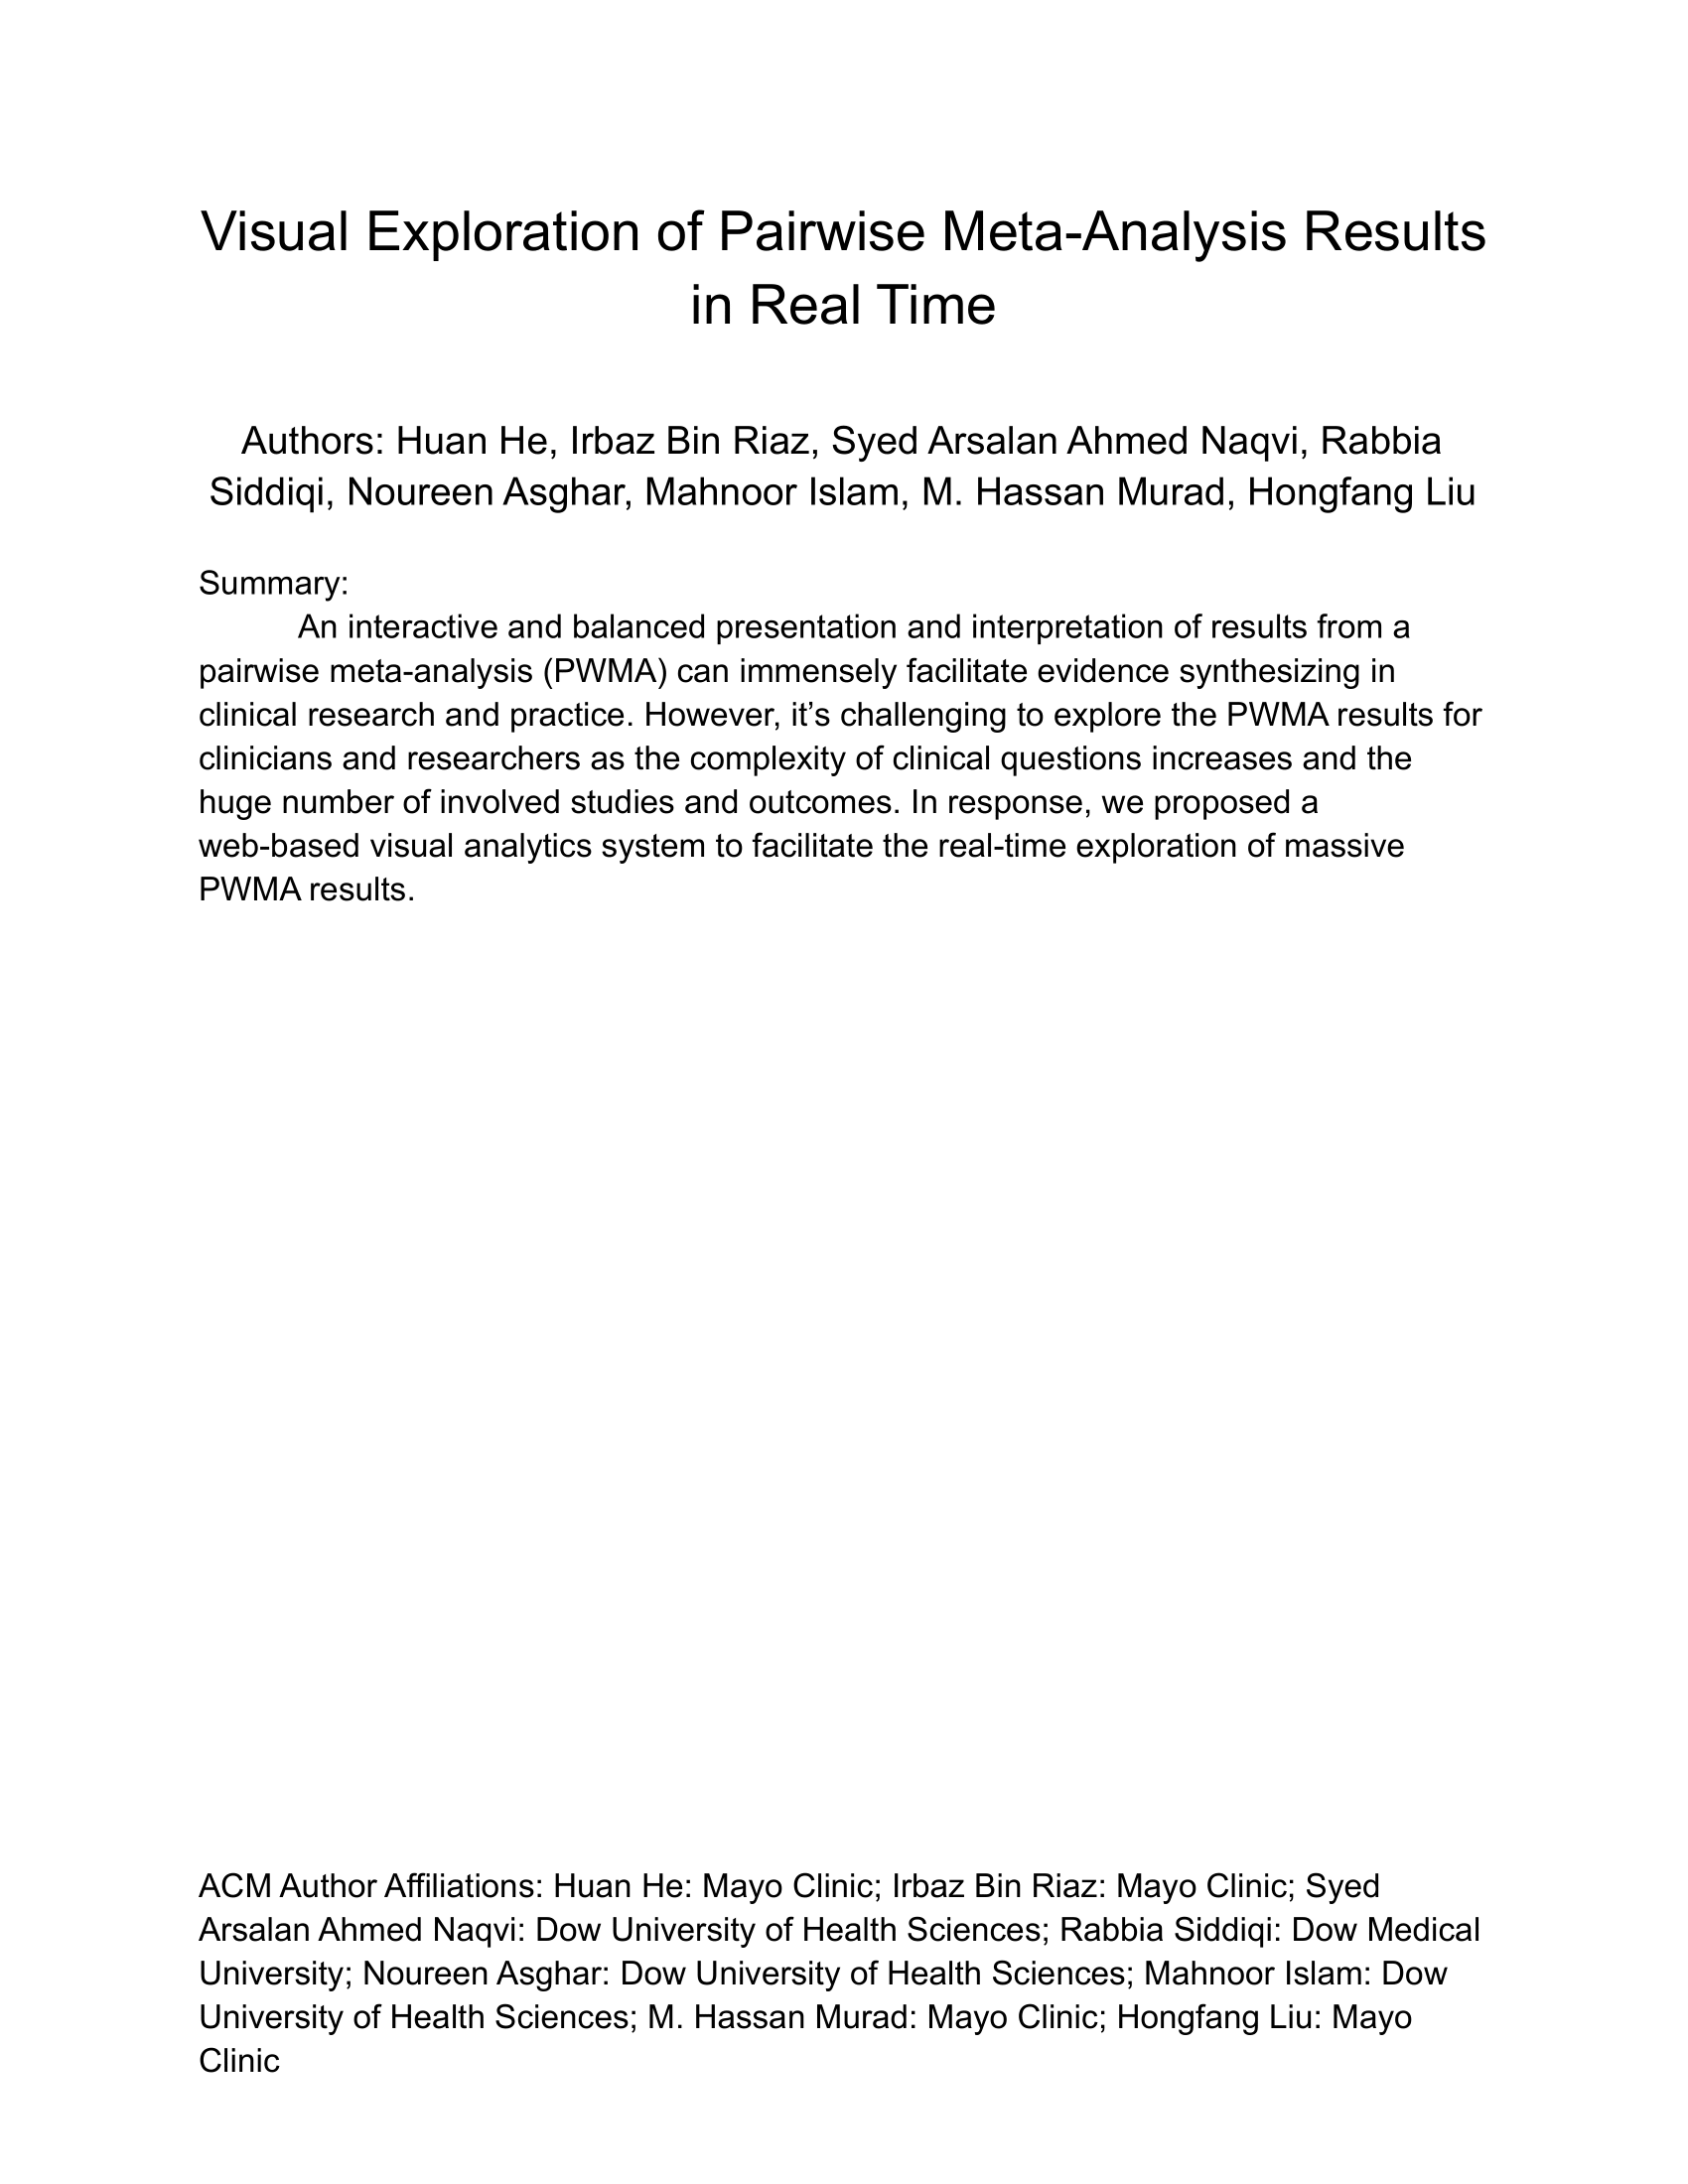 Visual Exploration of Pairwise Meta-Analysis Results
in Real Time
Authors: Huan He, Irbaz Bin Riaz, Syed Arsalan Ahmed Naqvi, Rabbia
Siddiqi, Noureen Asghar, Mahnoor Islam, M. Hassan Murad, Hongfang Liu
Summary:
An interactive and balanced presentation and interpretation of results from a
pairwise meta-analysis (PWMA) can immensely facilitate evidence synthesizing in
clinical research and practice. However, it’s challenging to explore the PWMA results for
clinicians and researchers as the complexity of clinical questions increases and the
huge number of involved studies and outcomes. In response, we proposed a
web-based visual analytics system to facilitate the real-time exploration of massive
PWMA results.
ACM Author Affiliations: Huan He: Mayo Clinic; Irbaz Bin Riaz: Mayo Clinic; Syed
Arsalan Ahmed Naqvi: Dow University of Health Sciences; Rabbia Siddiqi: Dow Medical
University; Noureen Asghar: Dow University of Health Sciences; Mahnoor Islam: Dow
University of Health Sciences; M. Hassan Murad: Mayo Clinic; Hongfang Liu: Mayo
Clinic